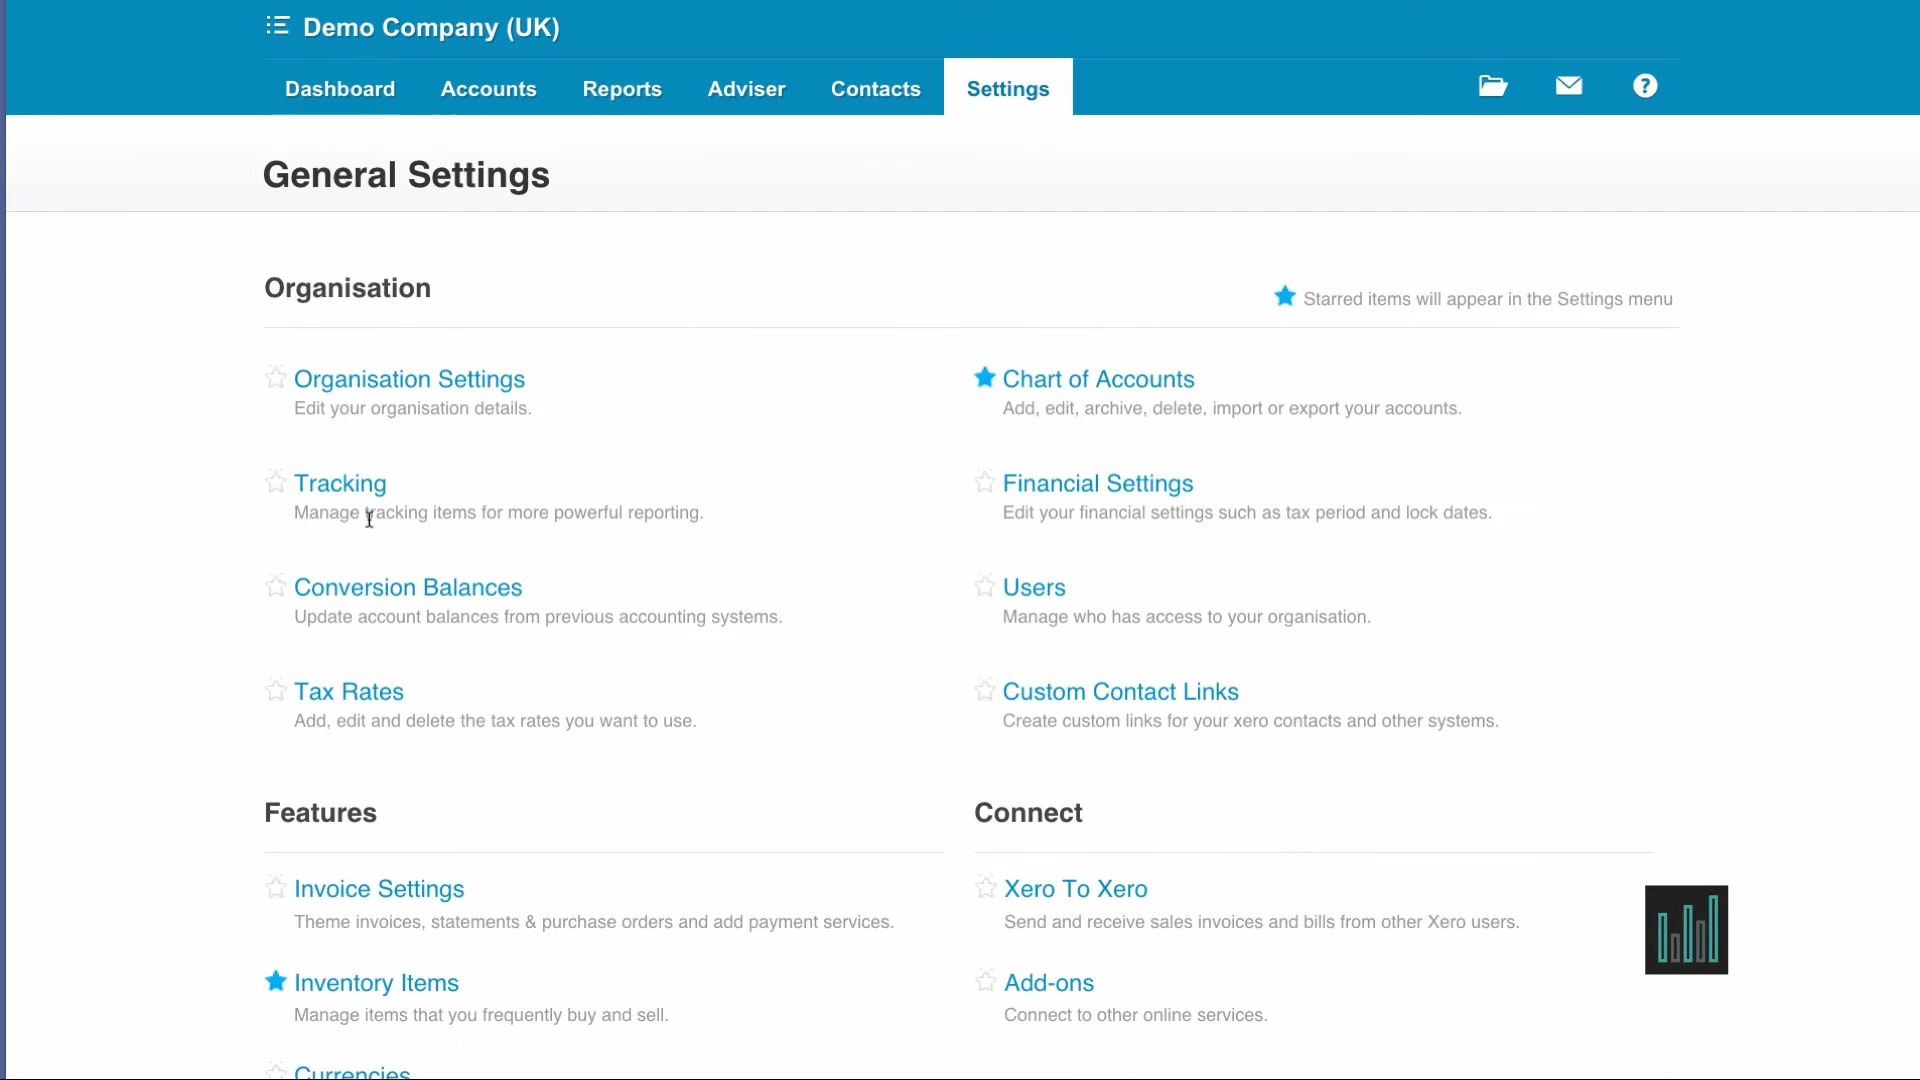 Demo Company (UK)
Dashboard Accounts Reports Adviser Contacts Settings
?
General Settings
Organisation
Starred items will appear in the Settings menu
Organisation Settings
Edit your organisation details.
Chart of Accounts
Add, edit, archive, delete, import or export your accounts.
Tracking
Manage tracking items for more powerful reporting.
Financial Settings
Edit your financial settings such as tax period and lock dates.
Conversion Balances
Update account balances from previous accounting systems.
Users
Manage who has access to your organisation.
Tax Rates
Add, edit and delete the tax rates you want to use.
Custom Contact Links
Create custom links for your xero contacts and other systems.
Features
Invoice Settings
Theme invoices, statements & purchase orders and add payment services.
Inventory Items
Manage items that you frequently buy and sell.
Currencies
Connect
Xero To Xero
Send and receive sales invoices and bills from other Xero users.
Add-ons
Connect to other online services.